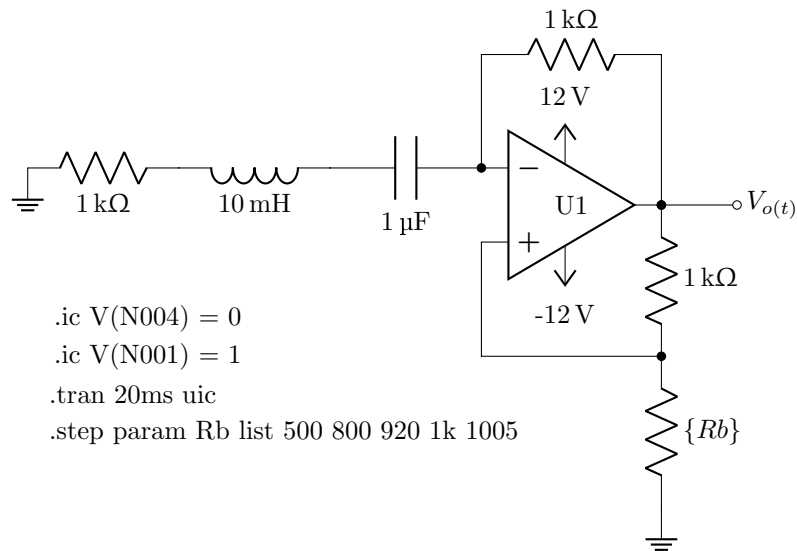 1 kΩ
12 V
1 kΩ
10 mH
1 µF
−
+
U1
V_{o(t)}
1 kΩ
-12 V
{Rb}
.ic V(N004) = 0
.ic V(N001) = 1
.tran 20ms uic
.step param Rb list 500 800 920 1k 1005